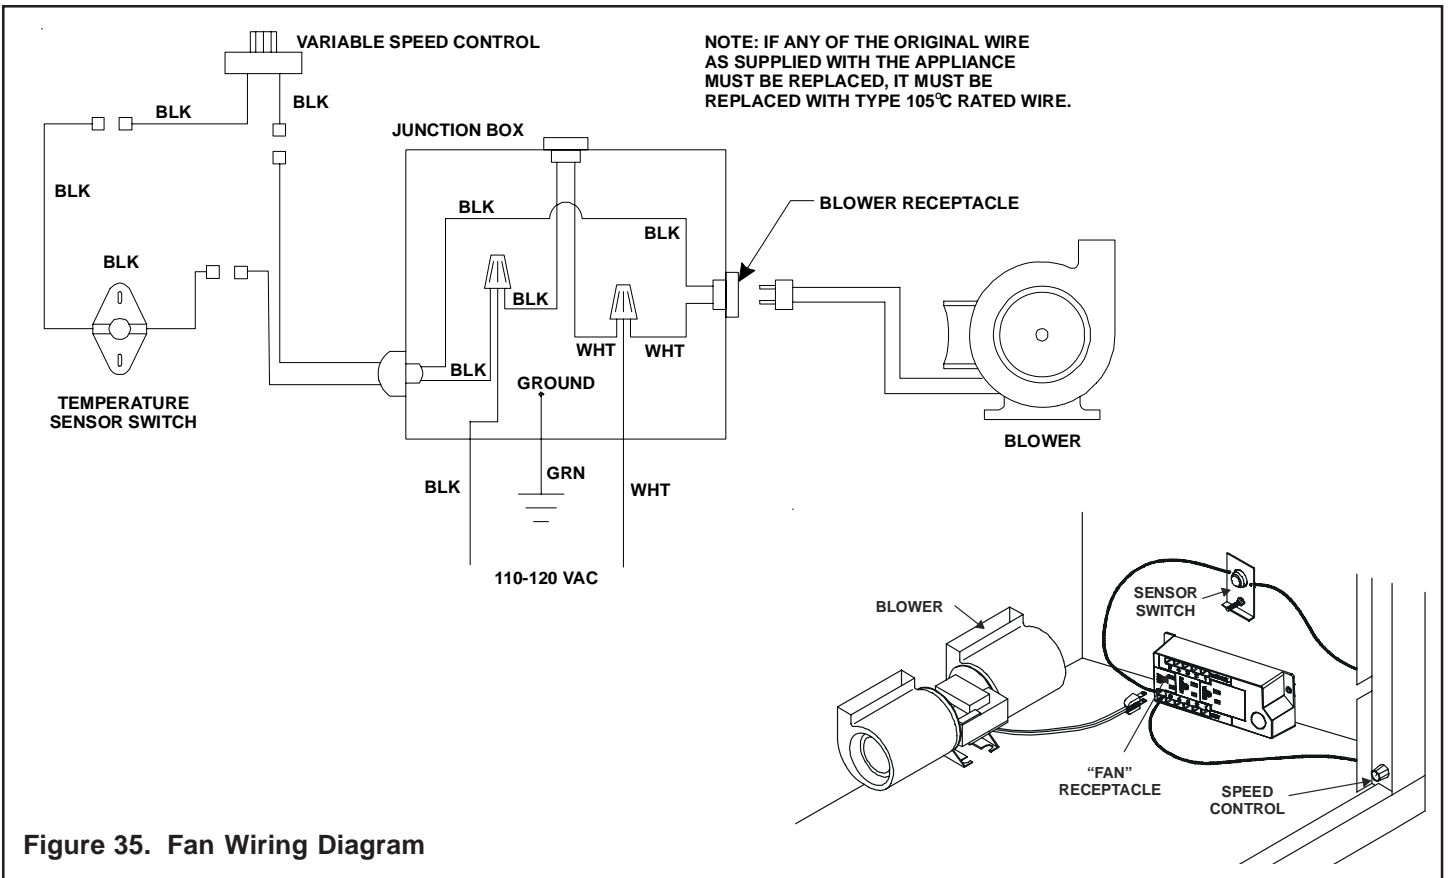 VARIABLE SPEED CONTROL
NOTE: IF ANY OF THE ORIGINAL WIRE
AS SUPPLIED WITH THE APPLIANCE
MUST BE REPLACED, IT MUST BE
REPLACED WITH TYPE 105°C RATED WIRE.
BLK
BLK
JUNCTION BOX
BLK
BLK
BLOWER RECEPTACLE
BLK
BLK
BLK
WHT
WHT
BLK
GROUND
TEMPERATURE
SENSOR SWITCH
BLOWER
GRN
BLK
WHT
110-120 VAC
SENSOR
SWITCH
BLOWER
“FAN”
RECEPTACLE
SPEED
CONTROL
Figure 35. Fan Wiring Diagram